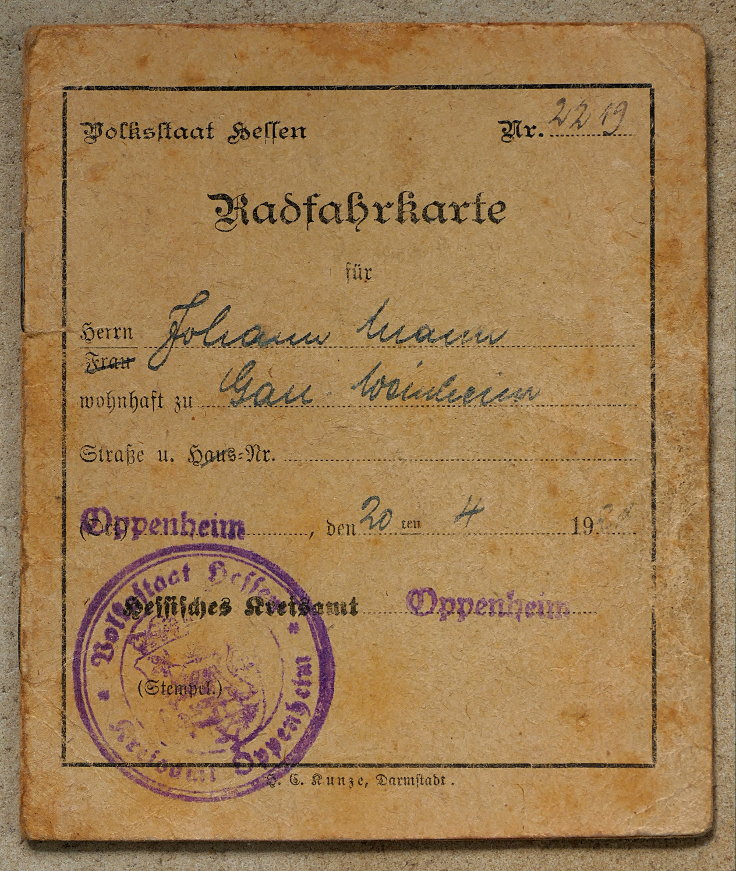 Volksstaat Hessen Nr. 2219
Radfahrkarte
für
Herrn Johann Mann
Frau
wohnhaft zu Gau Weinheim
Straße u. Haus=Nr.
Oppenheim, den 20 ten 4 19
Hessisches Kreisamt Oppenheim
Volksstaat Hessen
(Stempel.)
Kreisamt Oppenheim
H. C. Kunze, Darmstadt.